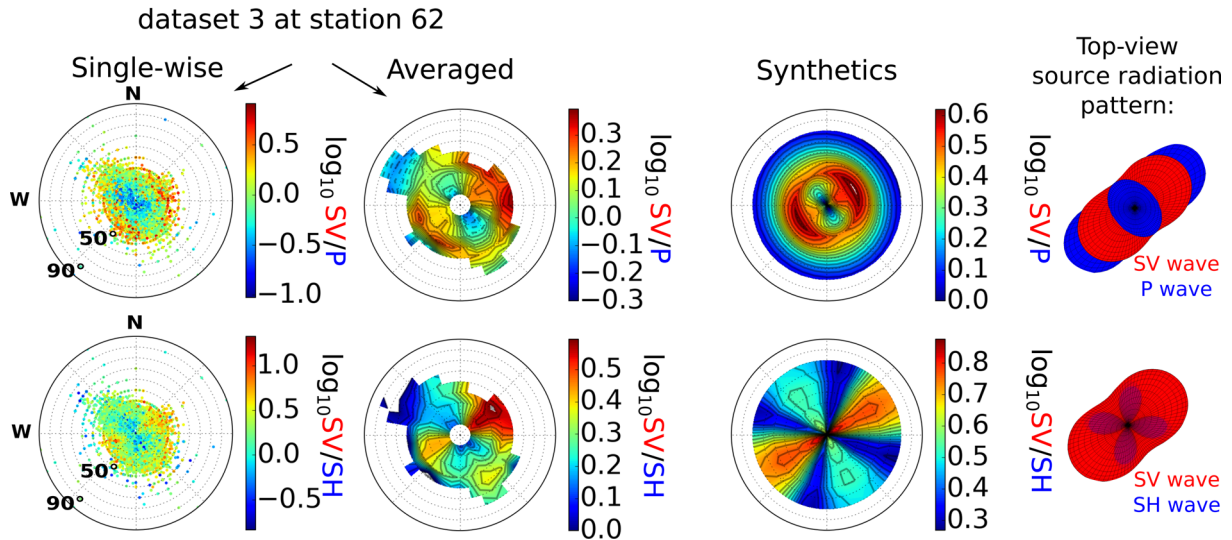 dataset 3 at station 62
Single-wise
Averaged
Synthetics
Top-view
source radiation
pattern:
N
W
50°
90°
0.5
0.0
−0.5
−1.0
log10 SV/P
0.3
0.2
0.1
0.0
−0.1
−0.2
−0.3
log10 SV/P
0.6
0.5
0.4
0.3
0.2
0.1
0.0
log10 SV/P
SV wave
P wave
N
W
50°
90°
1.0
0.5
0.0
−0.5
log10 SV/SH
0.5
0.4
0.3
0.2
0.1
0.0
log10 SV/SH
0.8
0.7
0.6
0.5
0.4
0.3
log10 SV/SH
SV wave
SH wave